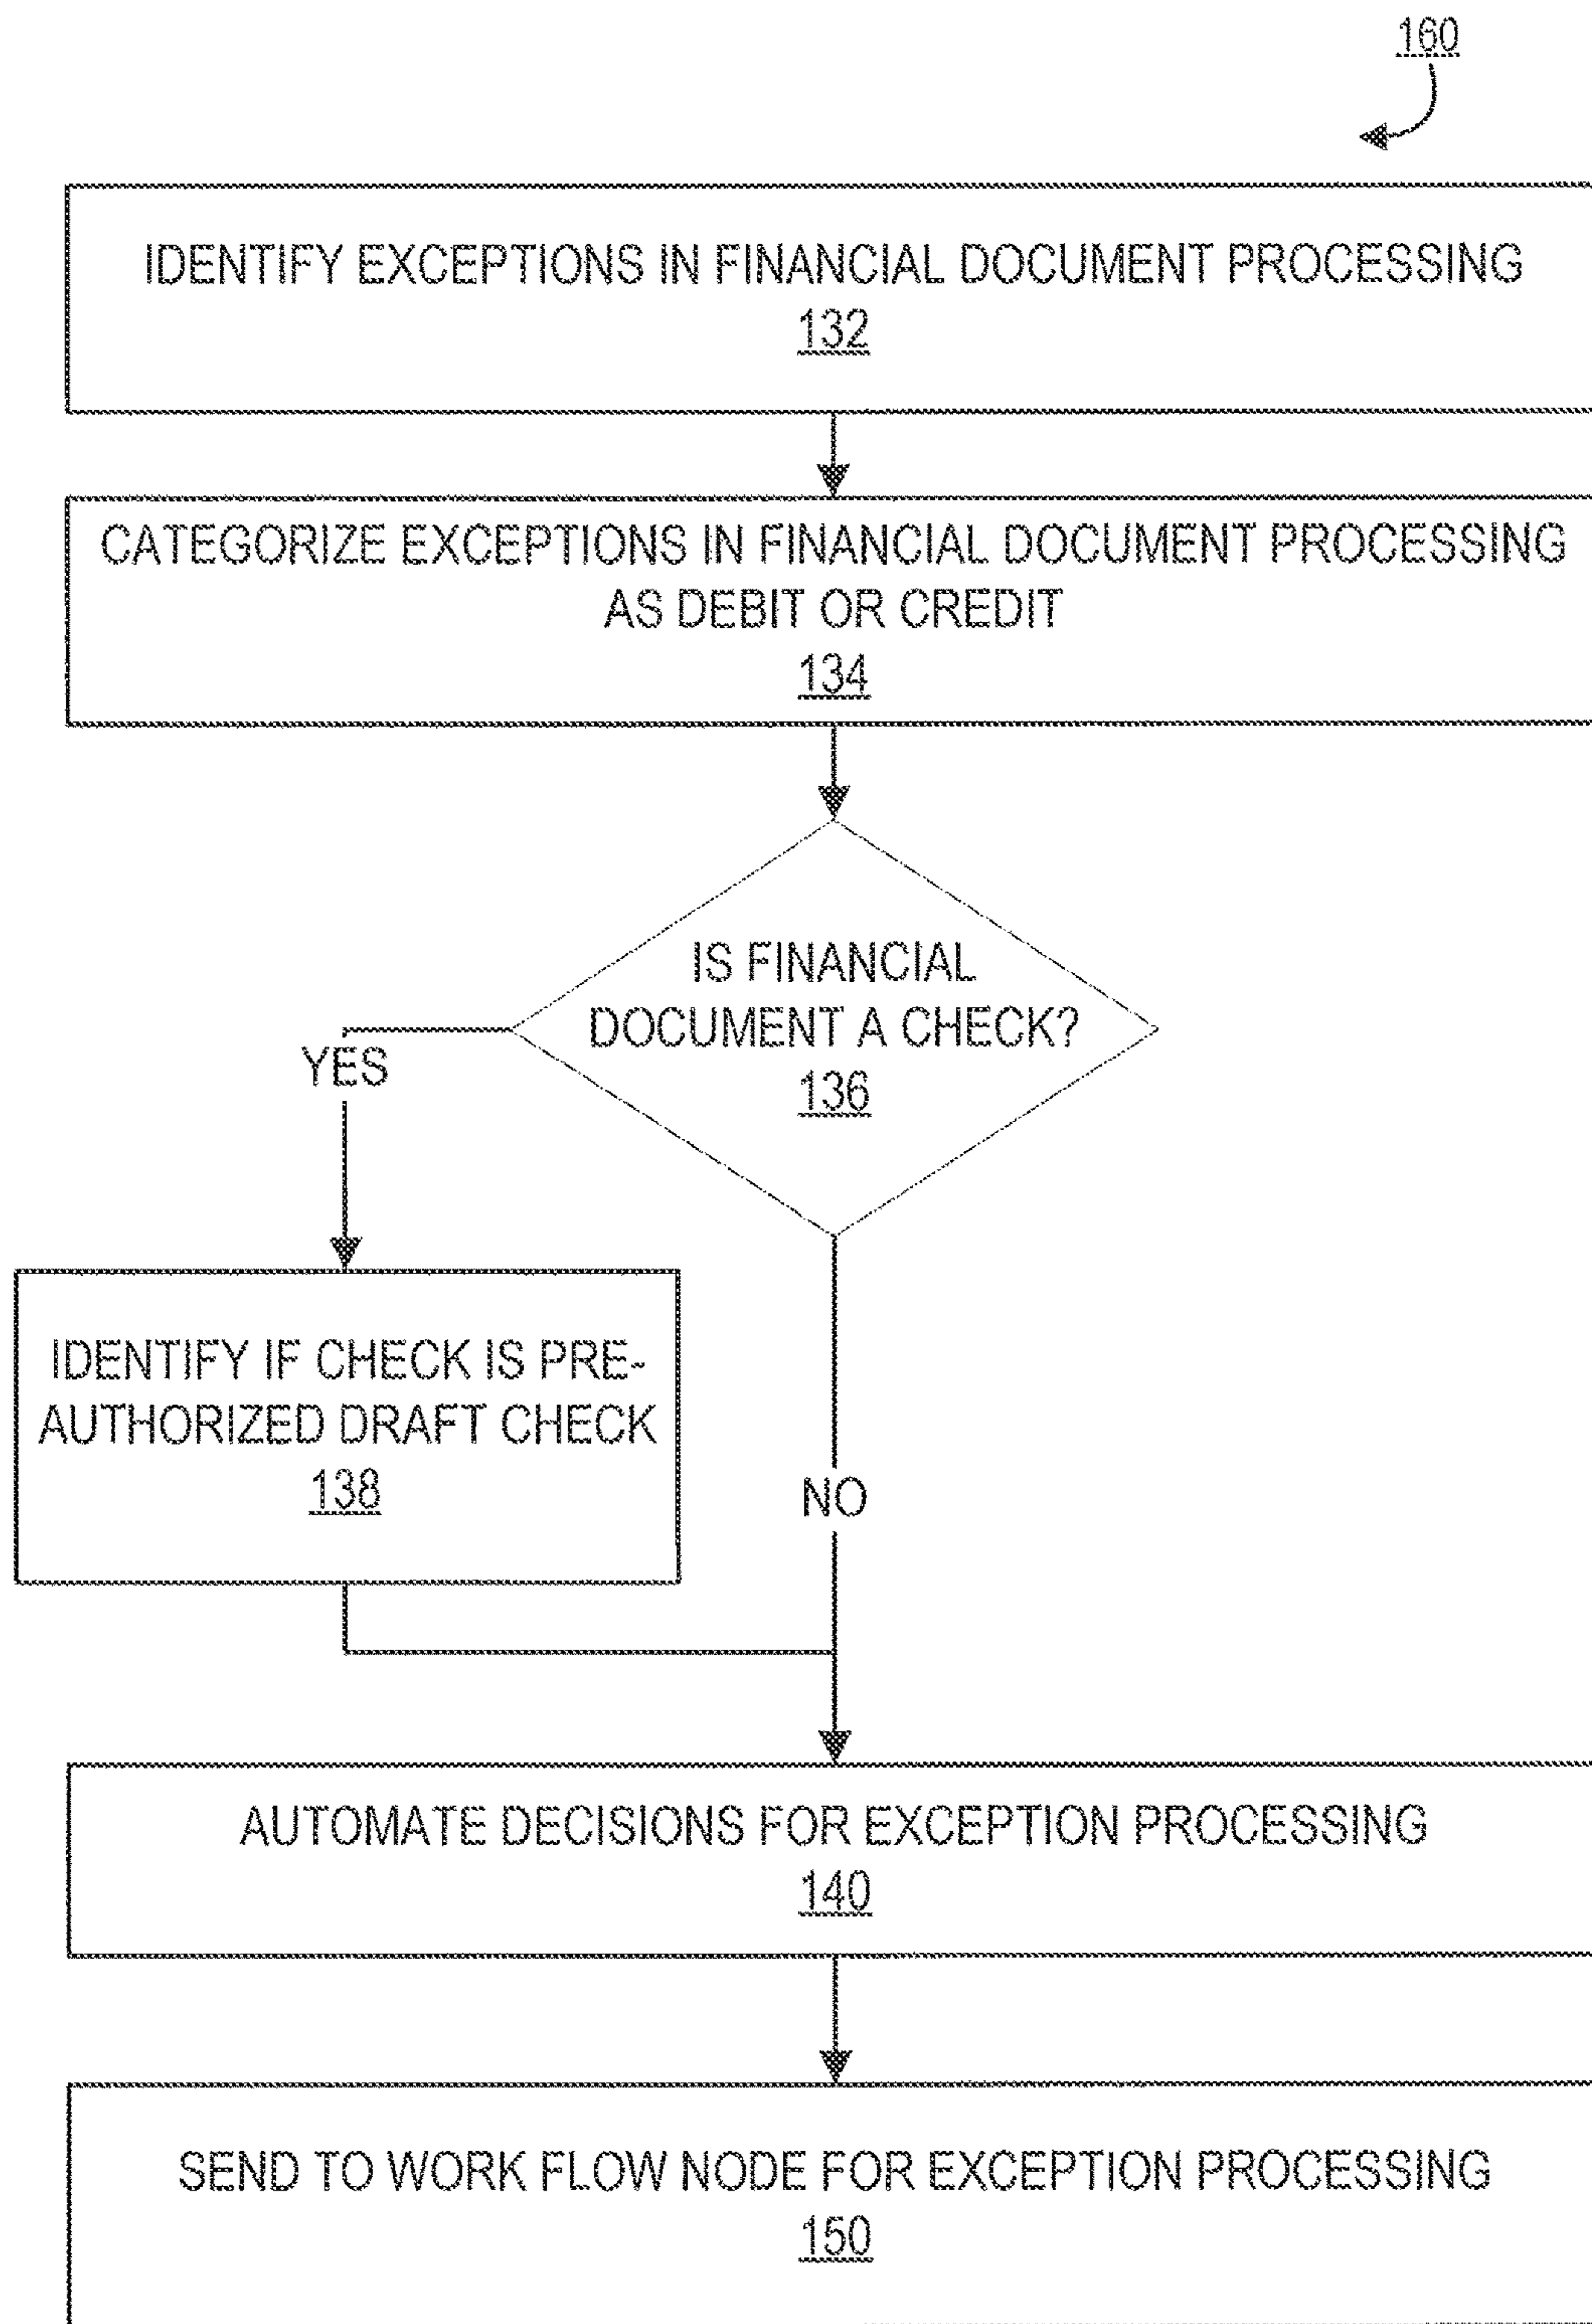 160
IDENTIFY EXCEPTIONS IN FINANCIAL DOCUMENT PROCESSING
132
CATEGORIZE EXCEPTIONS IN FINANCIAL DOCUMENT PROCESSING
AS DEBIT OR CREDIT
134
IS FINANCIAL
DOCUMENT A CHECK?
136
YES
IDENTIFY IF CHECK IS PRE-
AUTHORIZED DRAFT CHECK
138
NO
AUTOMATE DECISIONS FOR EXCEPTION PROCESSING
140
SEND TO WORK FLOW NODE FOR EXCEPTION PROCESSING
150